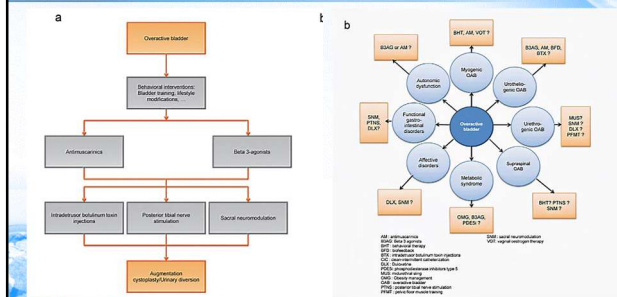 a
Overactive bladder
Behavioral interventions:
Bladder training, lifestyle
modifications, ...
Antimuscarinics
Beta 3-agonists
Intradetrusor botulinum toxin
injections
Posterior tibial nerve
stimulation
Sacral neuromodulation
Augmentation
cystoplasty/Urinary diversion
b
b
BHT, AM, VOT ?
B3AG or AM ?
B3AG, AM, BFD,
BTX ?
Myogenic
OAB
Autonomic
dysfunction
Urothelio-
genic OAB
SNM,
PTNS,
DLX?
Functional
gastro-
intestinal
disorders
Overactive
bladder
Urethro-
genic OAB
MUS?
SNM ?
DLX ?
PFMT ?
Affective
disorders
Supraspinal
OAB
Metabolic
syndrome
DLX, SNM ?
OMG, B3AG,
PDE5i ?
BHT? PTNS ?
SNM ?
AM : antimuscarinics
B3AG: Beta 3 agonists
BHT : behavioral therapy
BFD : biofeedback
BTX : intradetrusor botulinum toxin injections
CIC : clean-intermittent catheterization
DLX : Duloxetine
PDE5i : phosphodiesterase inhibitors type 5
MUS: midurethral sling
OMG : Obesity management
OAB : overactive bladder
PTNS : posterior tibial nerve stimulation
PFMT : pelvic floor muscle training
SNM : sacral neuromodulation
VOT: vaginal oestrogen therapy